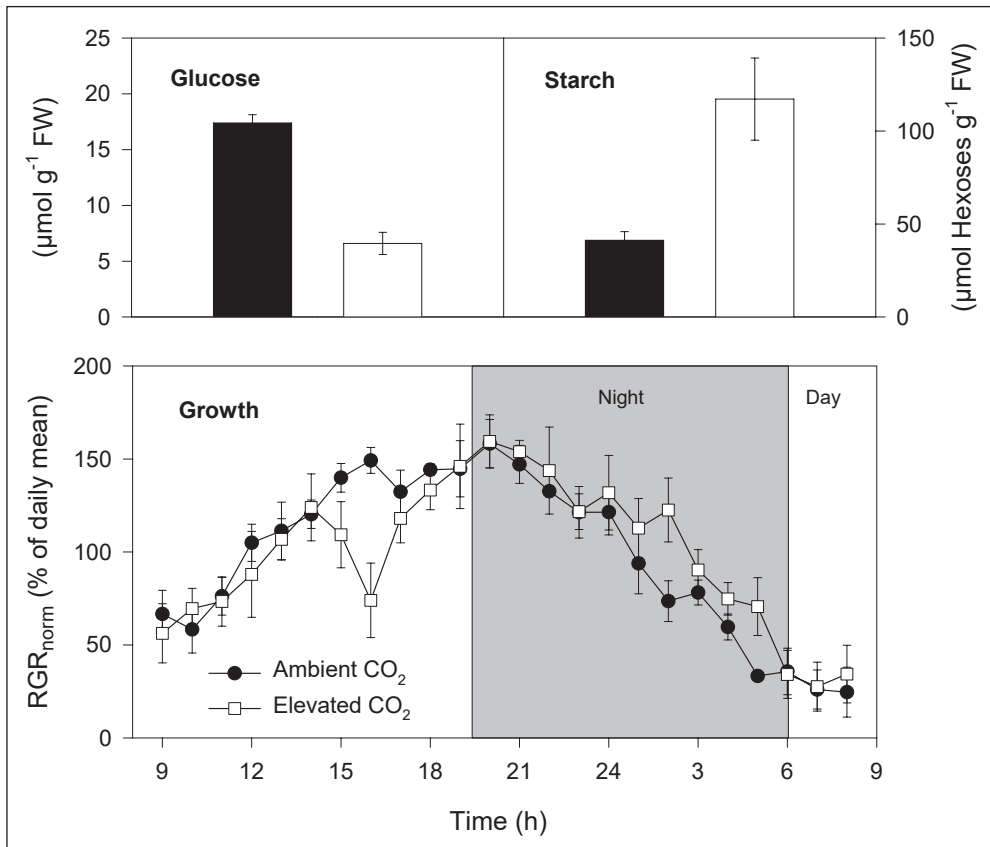 Glucose
Starch
25
20
15
10
5
0
(μmol g⁻¹ FW)
150
100
50
0
(μmol Hexoses g⁻¹ FW)
Growth
Night
Day
200
150
100
50
0
RGRnorm (% of daily mean)
Ambient CO₂
Elevated CO₂
9 12 15 18 21 24 3 6 9
Time (h)